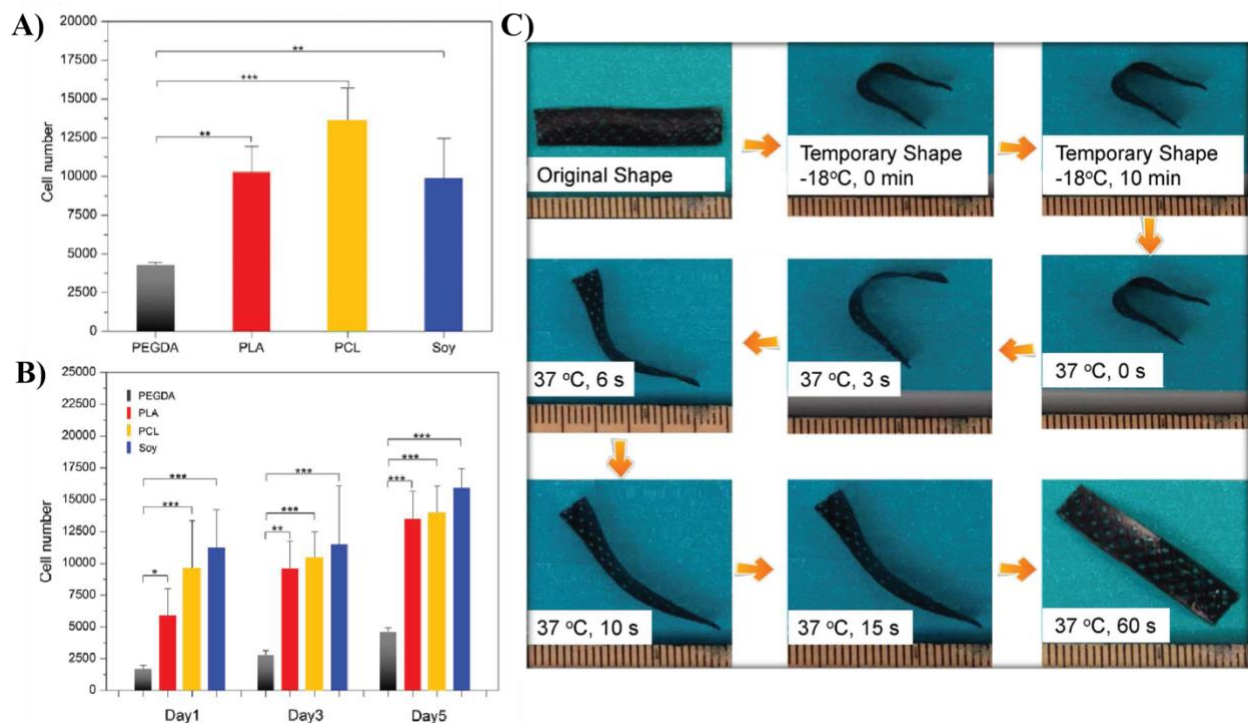 A)
Cell number
20000
17500
15000
12500
10000
7500
5000
2500
0
**
***
**
PEGDA
PLA
PCL
Soy
B)
Cell number
25000
22500
20000
17500
15000
12500
10000
7500
5000
2500
0
PEGDA
PLA
PCL
Soy
***
***
*
***
***
**
***
***
***
Day1
Day3
Day5
C)
Original Shape
Temporary Shape
-18°C, 0 min
Temporary Shape
-18°C, 10 min
37 °C, 6 s
37 °C, 3 s
37 °C, 0 s
37 °C, 10 s
37 °C, 15 s
37 °C, 60 s